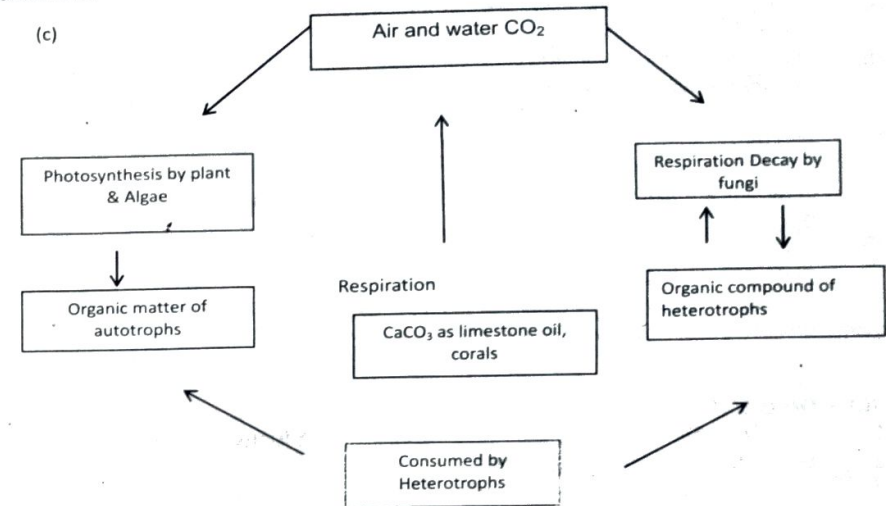 (c)
Air and water CO₂
Photosynthesis by plant
& Algae
Respiration Decay by
fungi
Organic matter of
autotrophs
Respiration
CaCO₃ as limestone oil,
corals
Organic compound of
heterotrophs
Consumed by
Heterotrophs